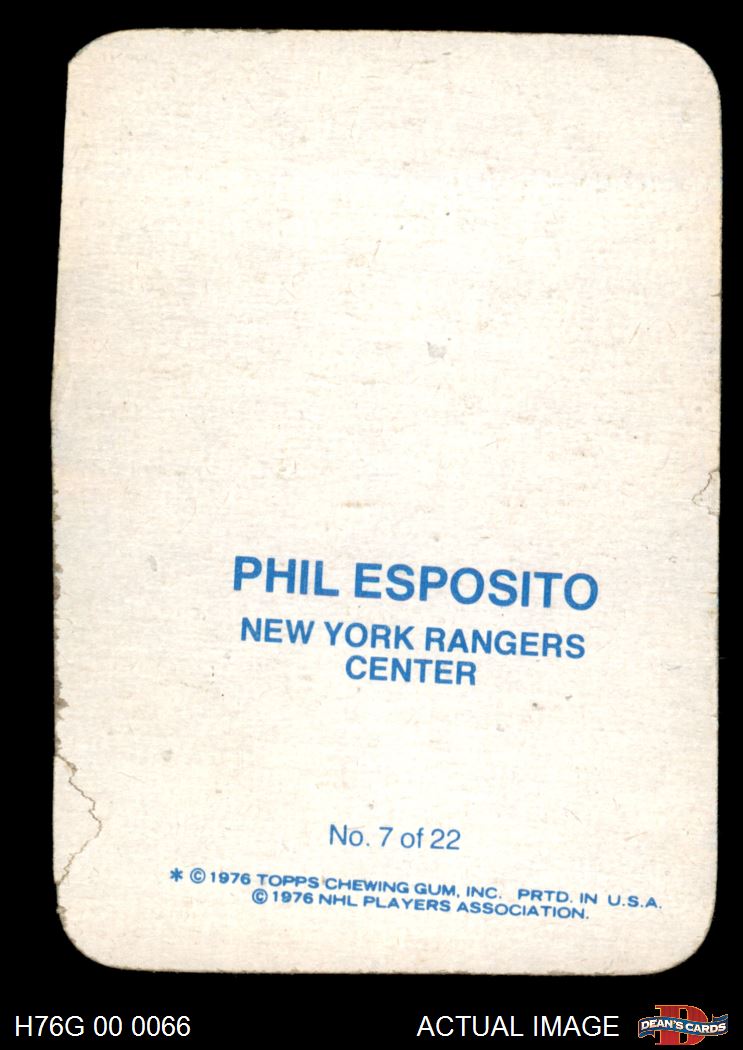 PHIL ESPOSITO
NEW YORK RANGERS
CENTER
No. 7 of 22
* ©1976 TOPPS CHEWING GUM, INC. PRTD. IN U.S.A.
©1976 NHL PLAYERS ASSOCIATION.
H76G 00 0066
ACTUAL IMAGE
D
DEAN'S CARDS